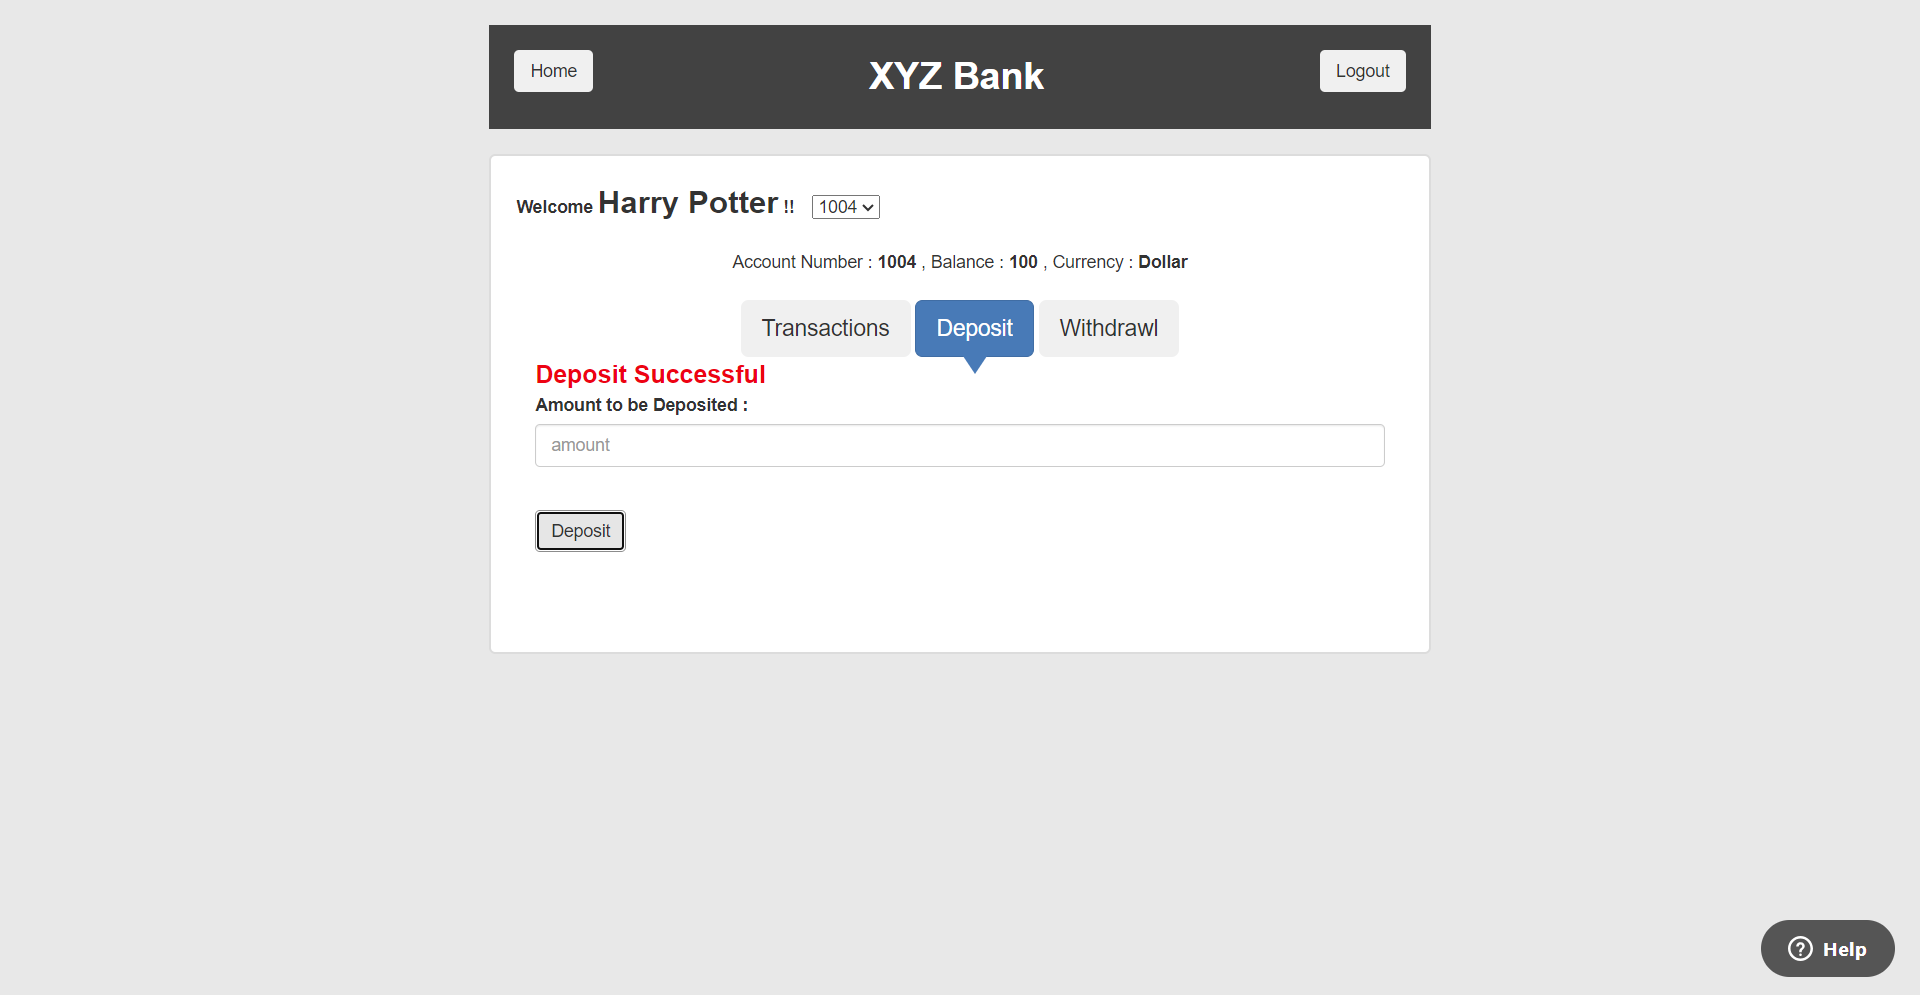 Home
XYZ Bank
Logout
Welcome Harry Potter !! 1004
Account Number : 1004 , Balance : 100 , Currency : Dollar
Transactions
Deposit
Withdrawl
Deposit Successful
Amount to be Deposited :
amount
Deposit
Help